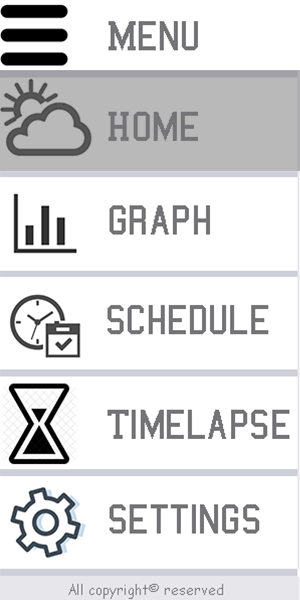 MENU
HOME
GRAPH
SCHEDULE
TIMELAPSE
SETTINGS
All copyright© reserved